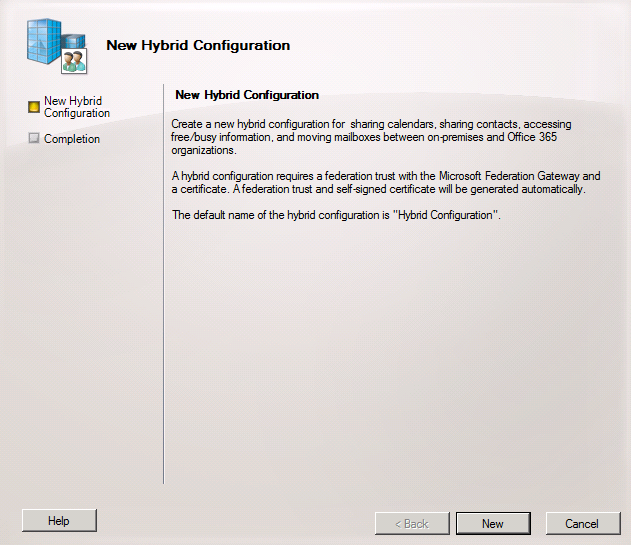 New Hybrid Configuration
New Hybrid
Configuration
Completion
New Hybrid Configuration
Create a new hybrid configuration for  sharing calendars, sharing contacts, accessing
free/busy information, and moving mailboxes between on-premises and Office 365
organizations.
A hybrid configuration requires a federation trust with the Microsoft Federation Gateway and
a certificate. A federation trust and self-signed certificate will be generated automatically.
The default name of the hybrid configuration is "Hybrid Configuration".
Help
< Back
New
Cancel